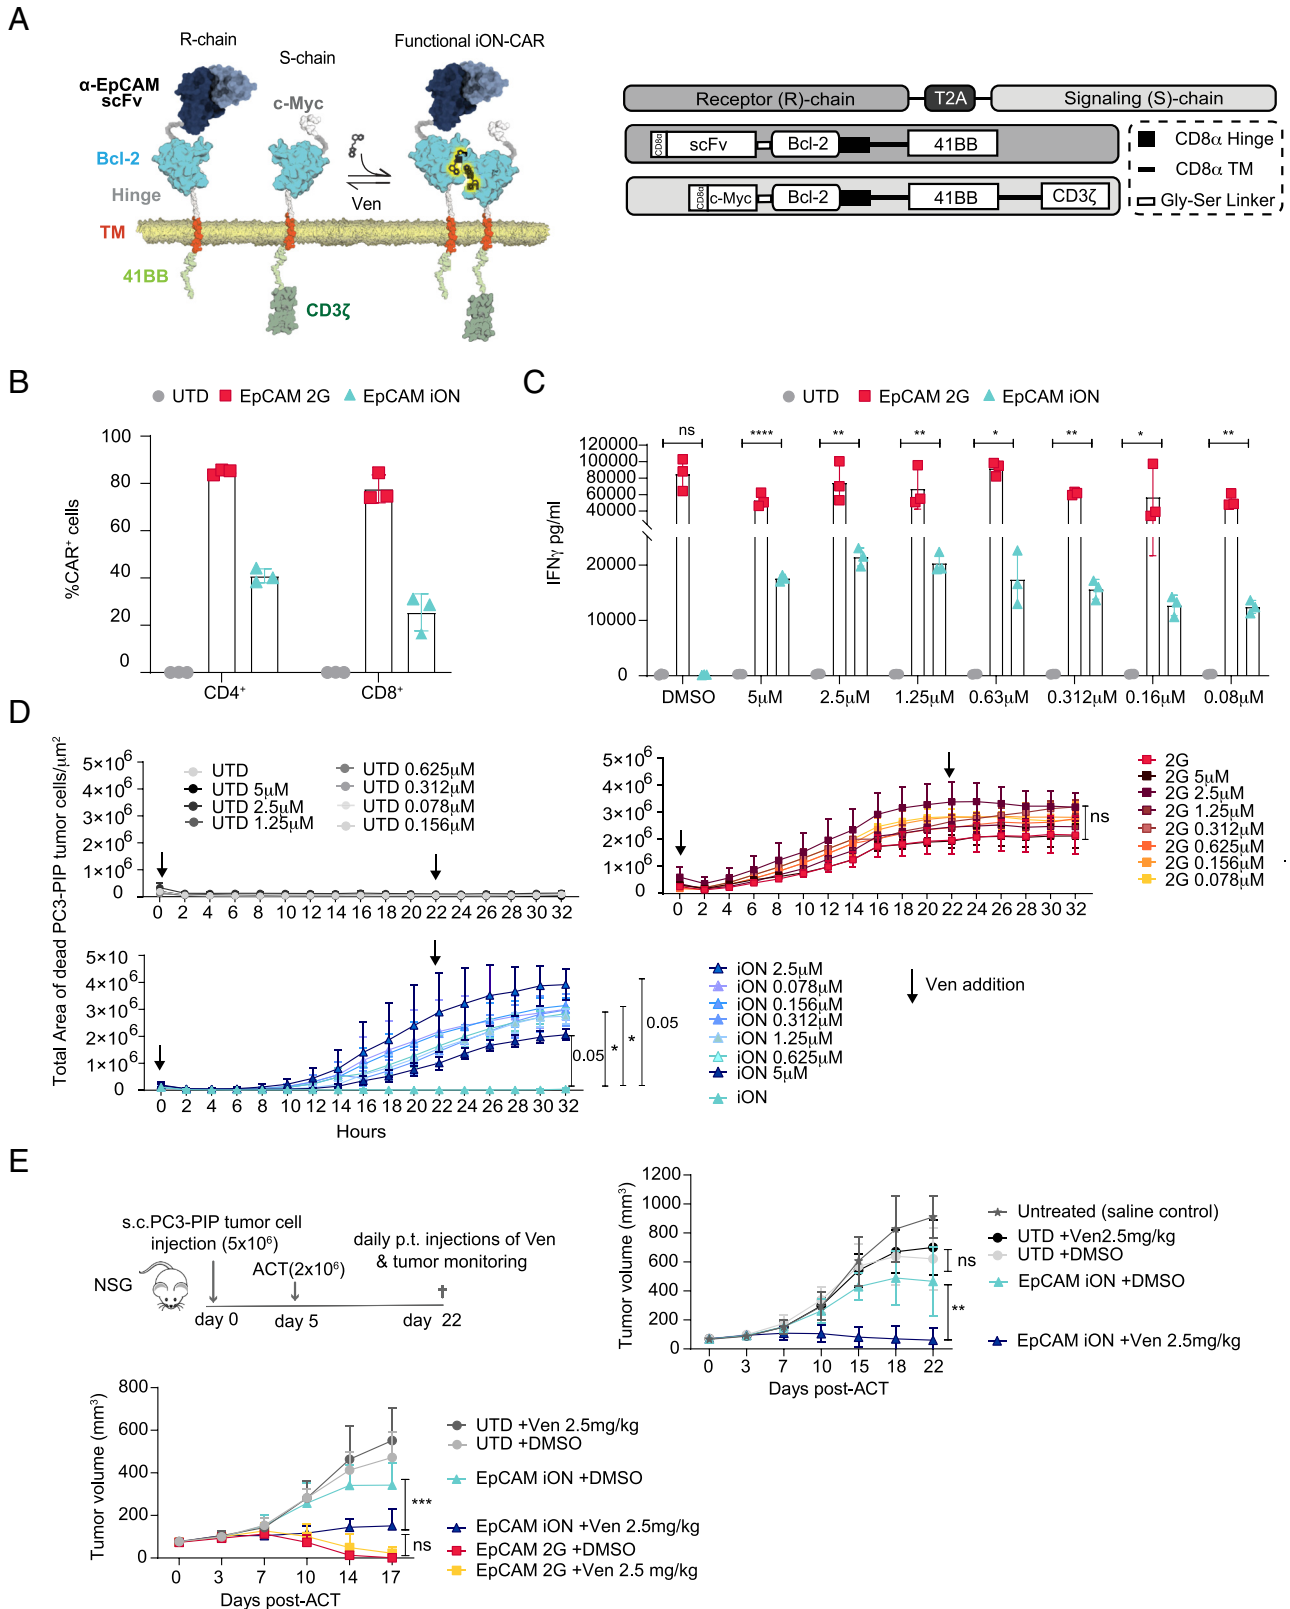 A
R-chain
S-chain
Functional iON-CAR
α-EpCAM
scFv
c-Myc
Bcl-2
Hinge
Ven
TM
41BB
CD3ζ
Receptor (R)-chain
T2A
Signaling (S)-chain
CD8α
scFv
Bcl-2
41BB
CD8α
c-Myc
Bcl-2
41BB
CD3ζ
CD8α Hinge
CD8α TM
Gly-Ser Linker
B
UTD
EpCAM 2G
EpCAM iON
%CAR⁺ cells
100
80
60
40
20
0
CD4⁺
CD8⁺
C
UTD
EpCAM 2G
EpCAM iON
IFNγ pg/ml
ns
****
**
**
*
**
*
**
120000
100000
80000
60000
40000
20000
10000
0
DMSO
5µM
2.5µM
1.25µM
0.63µM
0.312µM
0.16µM
0.08µM
D
Total Area of dead PC3-PIP tumor cells/µm²
5×10⁶
4×10⁶
3×10⁶
2×10⁶
1×10⁶
0
UTD
UTD 5µM
UTD 2.5µM
UTD 1.25µM
UTD 0.625µM
UTD 0.312µM
UTD 0.078µM
UTD 0.156µM
0 2 4 6 8 10 12 14 16 18 20 22 24 26 28 30 32
5×10⁶
4×10⁶
3×10⁶
2×10⁶
1×10⁶
0
0 2 4 6 8 10 12 14 16 18 20 22 24 26 28 30 32
ns
2G
2G 5µM
2G 2.5µM
2G 1.25µM
2G 0.312µM
2G 0.625µM
2G 0.156µM
2G 0.078µM
5×10⁶
4×10⁶
3×10⁶
2×10⁶
1×10⁶
0
0 2 4 6 8 10 12 14 16 18 20 22 24 26 28 30 32
Hours
0.05
*
*
0.05
iON 2.5µM
iON 0.078µM
iON 0.156µM
iON 0.312µM
iON 1.25µM
iON 0.625µM
iON 5µM
iON
Ven addition
E
s.c.PC3-PIP tumor cell
injection (5x10⁶)
ACT(2x10⁶)
daily p.t. injections of Ven
& tumor monitoring
NSG
day 0
day 5
day 22
Tumor volume (mm³)
1200
1000
800
600
400
200
0
0 3 7 10 15 18 22
Days post-ACT
Untreated (saline control)
UTD +Ven2.5mg/kg
UTD +DMSO
EpCAM iON +DMSO
EpCAM iON +Ven 2.5mg/kg
ns
**
Tumor volume (mm³)
800
600
400
200
0
0 3 7 10 14 17
Days post-ACT
UTD +Ven 2.5mg/kg
UTD +DMSO
EpCAM iON +DMSO
EpCAM iON +Ven 2.5mg/kg
EpCAM 2G +DMSO
EpCAM 2G +Ven 2.5 mg/kg
***
ns